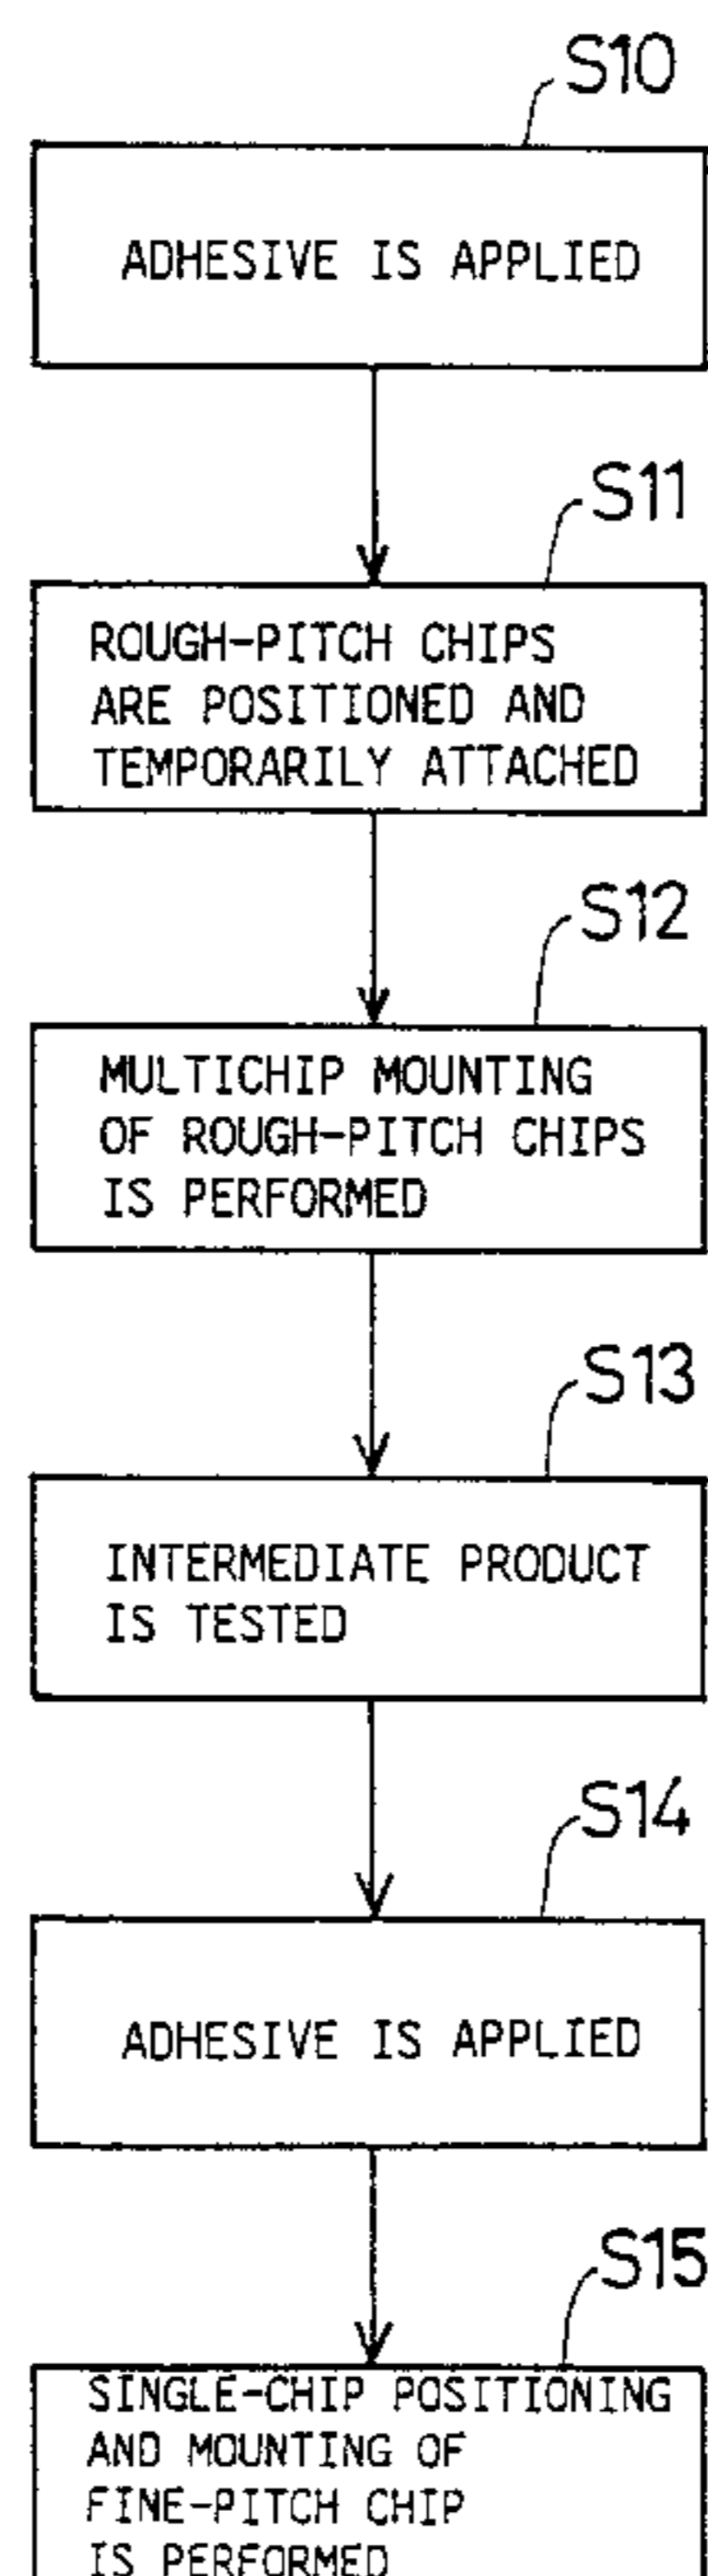 S10
ADHESIVE IS APPLIED
S11
ROUGH-PITCH CHIPS
ARE POSITIONED AND
TEMPORARILY ATTACHED
S12
MULTICHIP MOUNTING
OF ROUGH-PITCH CHIPS
IS PERFORMED
S13
INTERMEDIATE PRODUCT
IS TESTED
S14
ADHESIVE IS APPLIED
S15
SINGLE-CHIP POSITIONING
AND MOUNTING OF
FINE-PITCH CHIP
IS PERFORMED